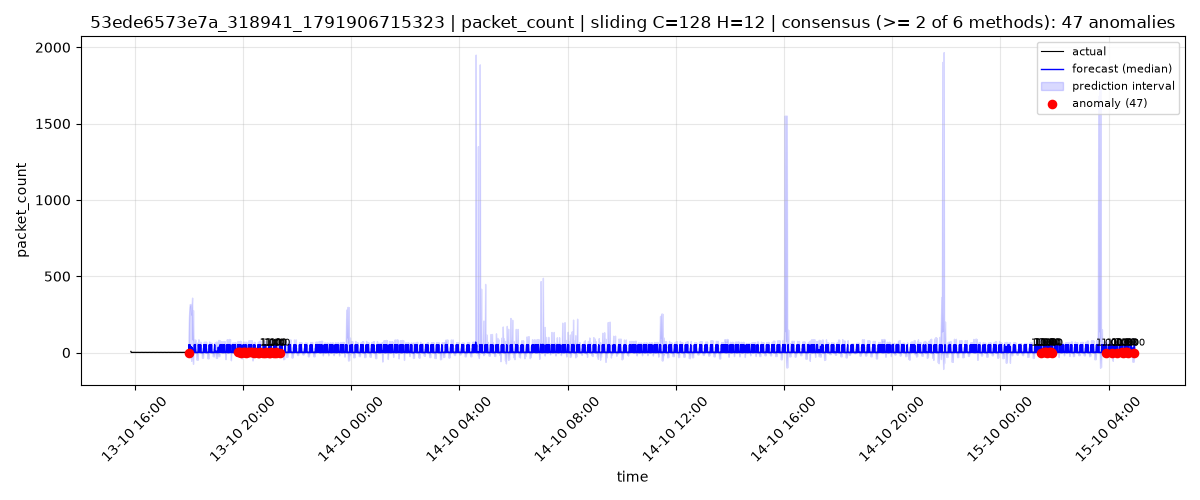 53ede6573e7a_318941_1791906715323 | packet_count | sliding C=128 H=12 | consensus (>= 2 of 6 methods): 47 anomalies
packet_count
2000
1500
1000
500
0
actual
forecast (median)
prediction interval
anomaly (47)
13-10 16:00
13-10 20:00
14-10 00:00
14-10 04:00
14-10 08:00
14-10 12:00
14-10 16:00
14-10 20:00
15-10 00:00
15-10 04:00
time